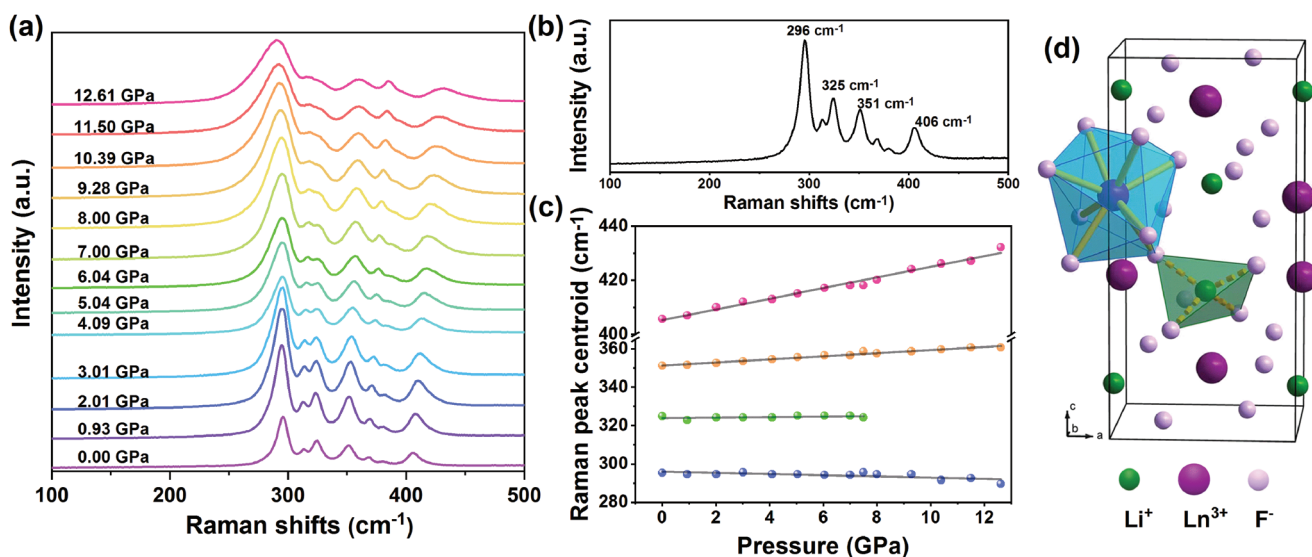 (a)
Intensity (a.u.)
12.61 GPa
11.50 GPa
10.39 GPa
9.28 GPa
8.00 GPa
7.00 GPa
6.04 GPa
5.04 GPa
4.09 GPa
3.01 GPa
2.01 GPa
0.93 GPa
0.00 GPa
100 200 300 400 500
Raman shifts (cm⁻¹)
(b)
Intensity (a.u.)
296 cm⁻¹
325 cm⁻¹
351 cm⁻¹
406 cm⁻¹
100 200 300 400 500
Raman shifts (cm⁻¹)
(c)
Raman peak centroid (cm⁻¹)
440
420
400
360
340
320
300
280
0 2 4 6 8 10 12
Pressure (GPa)
(d)
c
b
a
Li⁺ Ln³⁺ F⁻